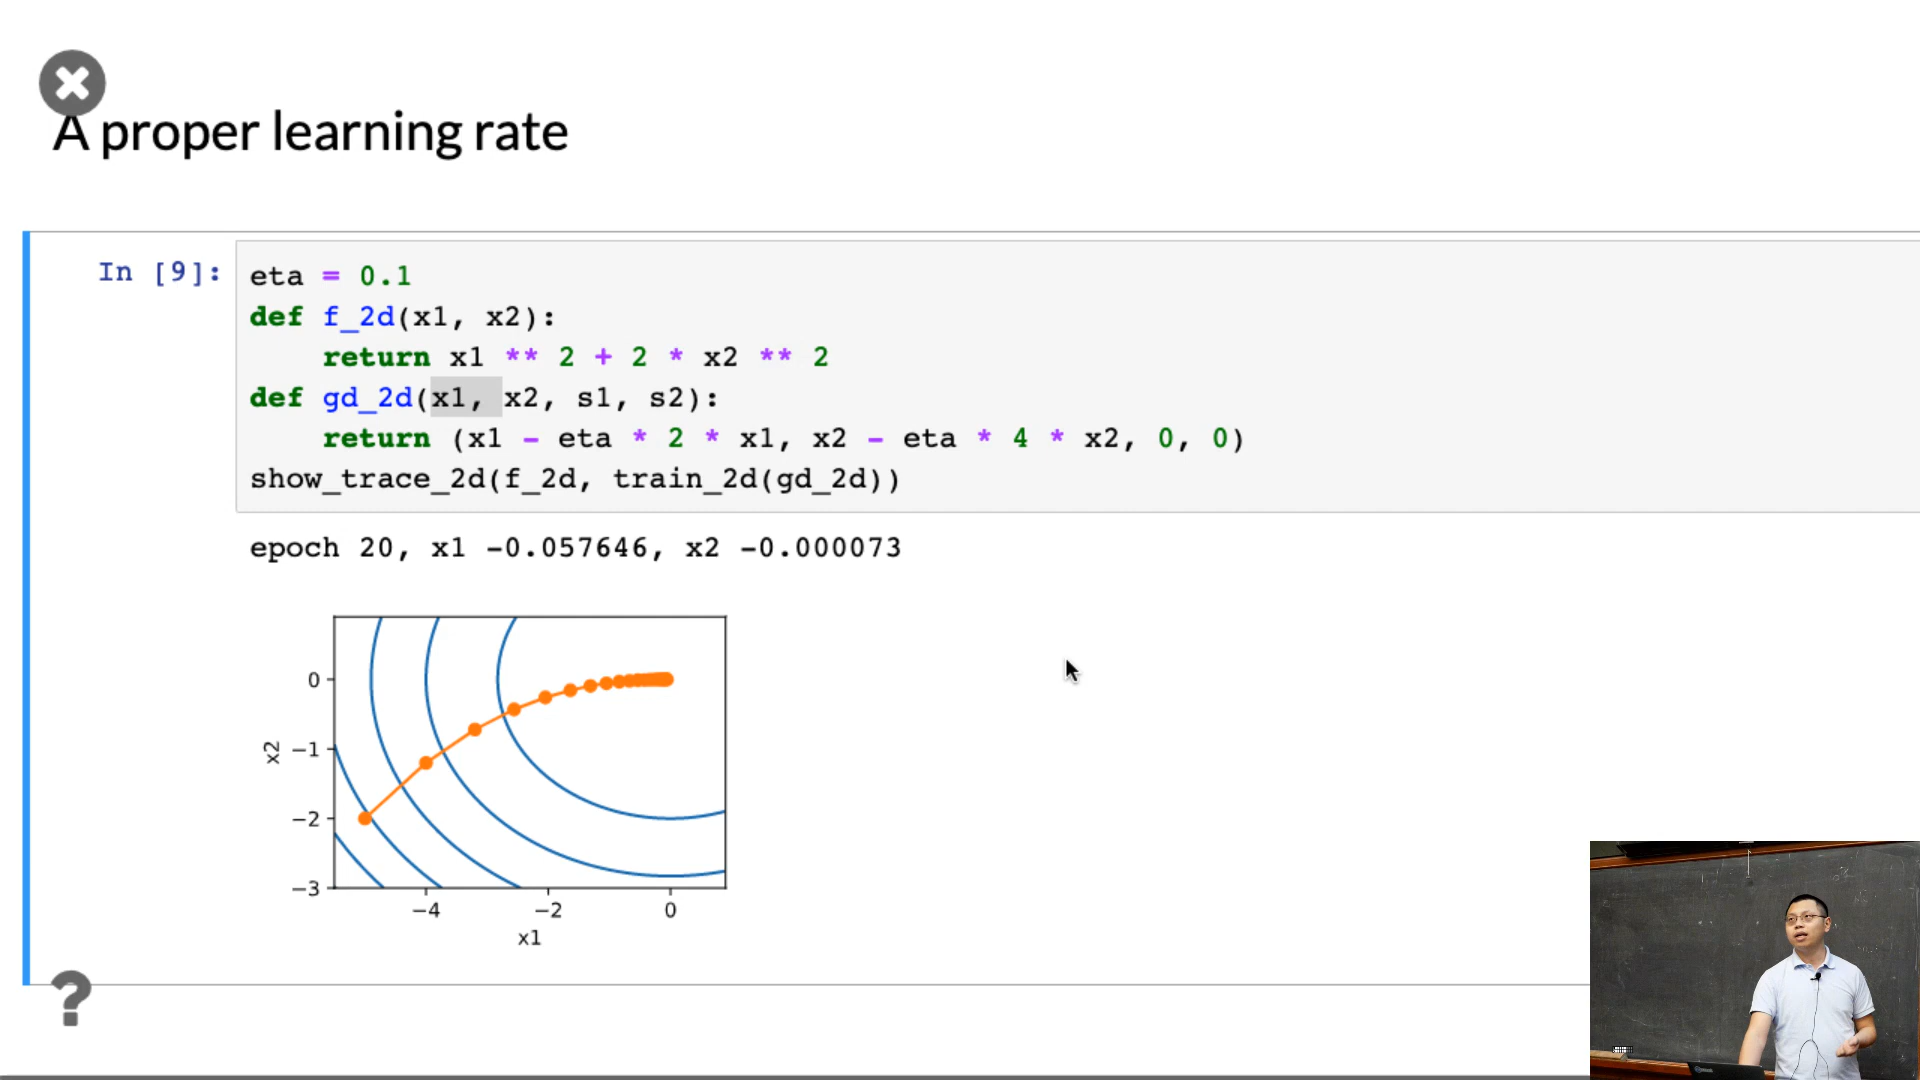 A proper learning rate
In [9]:
eta = 0.1
def f_2d(x1, x2):
    return x1 ** 2 + 2 * x2 ** 2
def gd_2d(x1, x2, s1, s2):
    return (x1 - eta * 2 * x1, x2 - eta * 4 * x2, 0, 0)
show_trace_2d(f_2d, train_2d(gd_2d))
epoch 20, x1 -0.057646, x2 -0.000073
0
−1
x2
−2
−3
−4 −2 0
x1
?